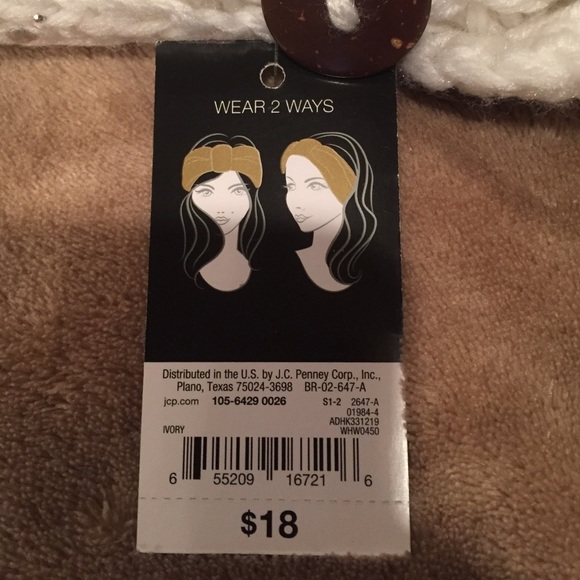 WEAR 2 WAYS
Distributed in the U.S. by J.C. Penney Corp., Inc.,
Plano, Texas 75024-3698 BR-02-647-A
jcp.com 105-6429 0026 S1-2 2647-A
01984-4
ADHK331219
IVORY WHW0450
6 55209 16721 6
$18